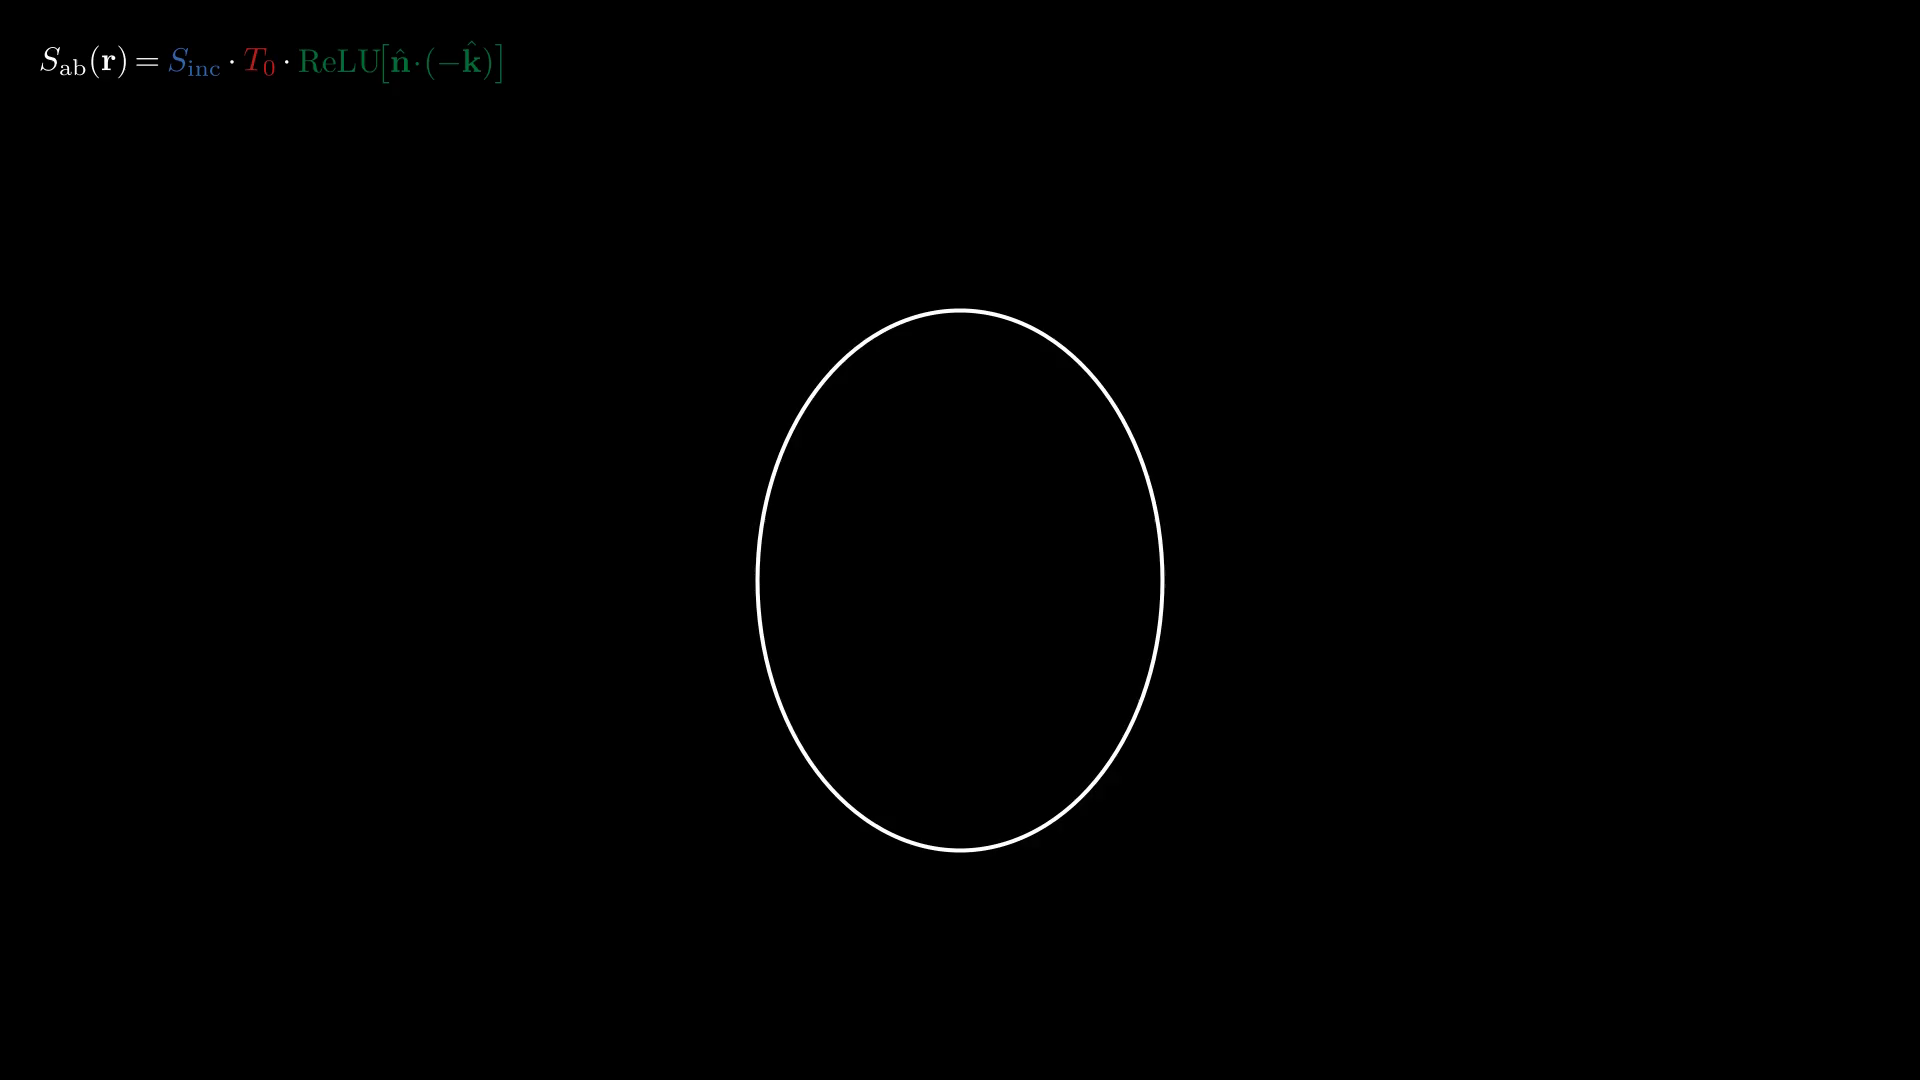 S_ab(r) = S_inc · T_0 · ReLU[n̂·(−k̂)]